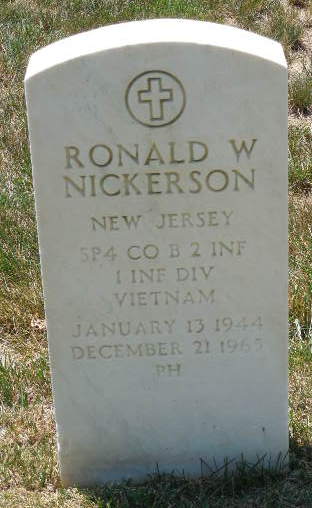 RONALD W
NICKERSON
NEW JERSEY
SP4 CO B 2 INF
1 INF DIV
VIETNAM
JANUARY 13 1944
DECEMBER 21 1965
PH